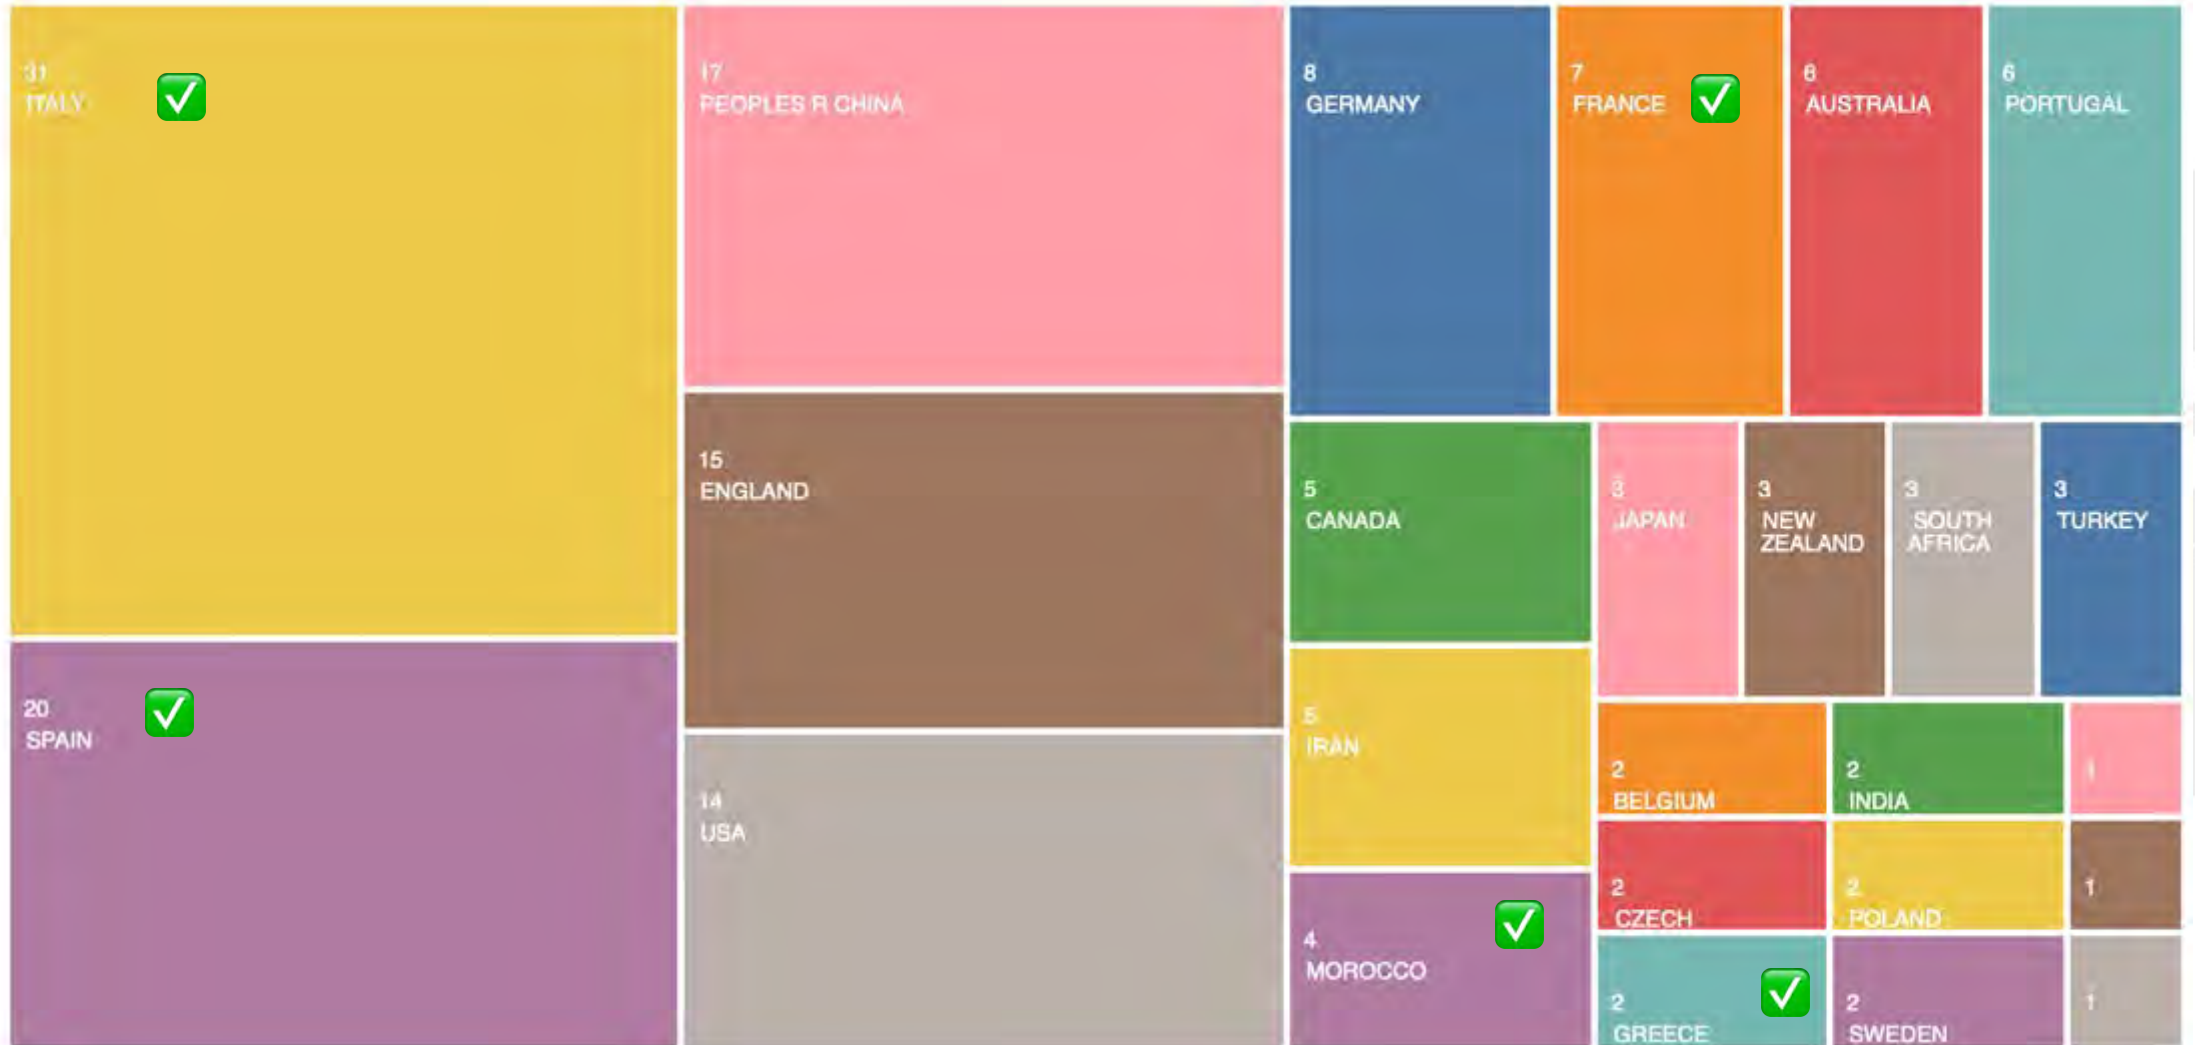 31
ITALY
20
SPAIN
17
PEOPLES R CHINA
15
ENGLAND
14
USA
8
GERMANY
7
FRANCE
6
AUSTRALIA
6
PORTUGAL
5
CANADA
5
IRAN
4
MOROCCO
3
JAPAN
3
NEW
ZEALAND
3
SOUTH
AFRICA
3
TURKEY
2
BELGIUM
2
CZECH
2
GREECE
2
INDIA
2
POLAND
2
SWEDEN
1
1
1